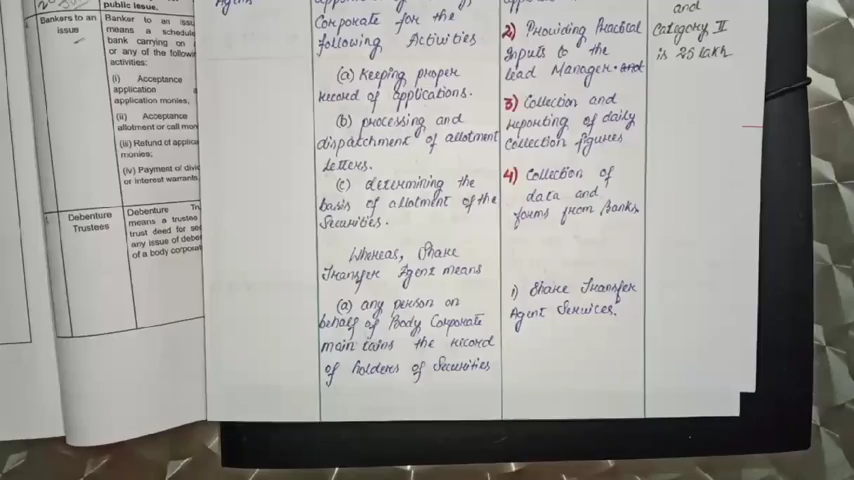 public issue.
Bankers to an
issue
Banker to an issu
means a schedule
bank carrying on
or any of the followi
activities:
(i) Acceptance
application
application monies;
(ii) Acceptance
allotment or call mon
(iii) Refund of applica
monies;
(iv) Payment of divid
or interest warrants.
Debenture
Trustees
Debenture Tr
means a trustee
trust deed for sec
any issue of deber
of a body corporat
Agent
Corporate for the
following Activities
(a) Keeping proper
record of applications.
(b) processing and
dispatchment of allotment
Letters.
(c) determining the
basis of allotment of the
Securities.
Whereas, Share
Transfer Agent means
(a) any person on
behalf of Body Corporate
maintains the record
of holders of Securities
2) Providing Practical
Inputs to the
Lead Manager. and
3) Collection and
reporting of daily
Collection figures
4) Collection of
data and
forms from Banks.
1) Share Transfer
Agent Services.
and
Category II
is 25 lakh